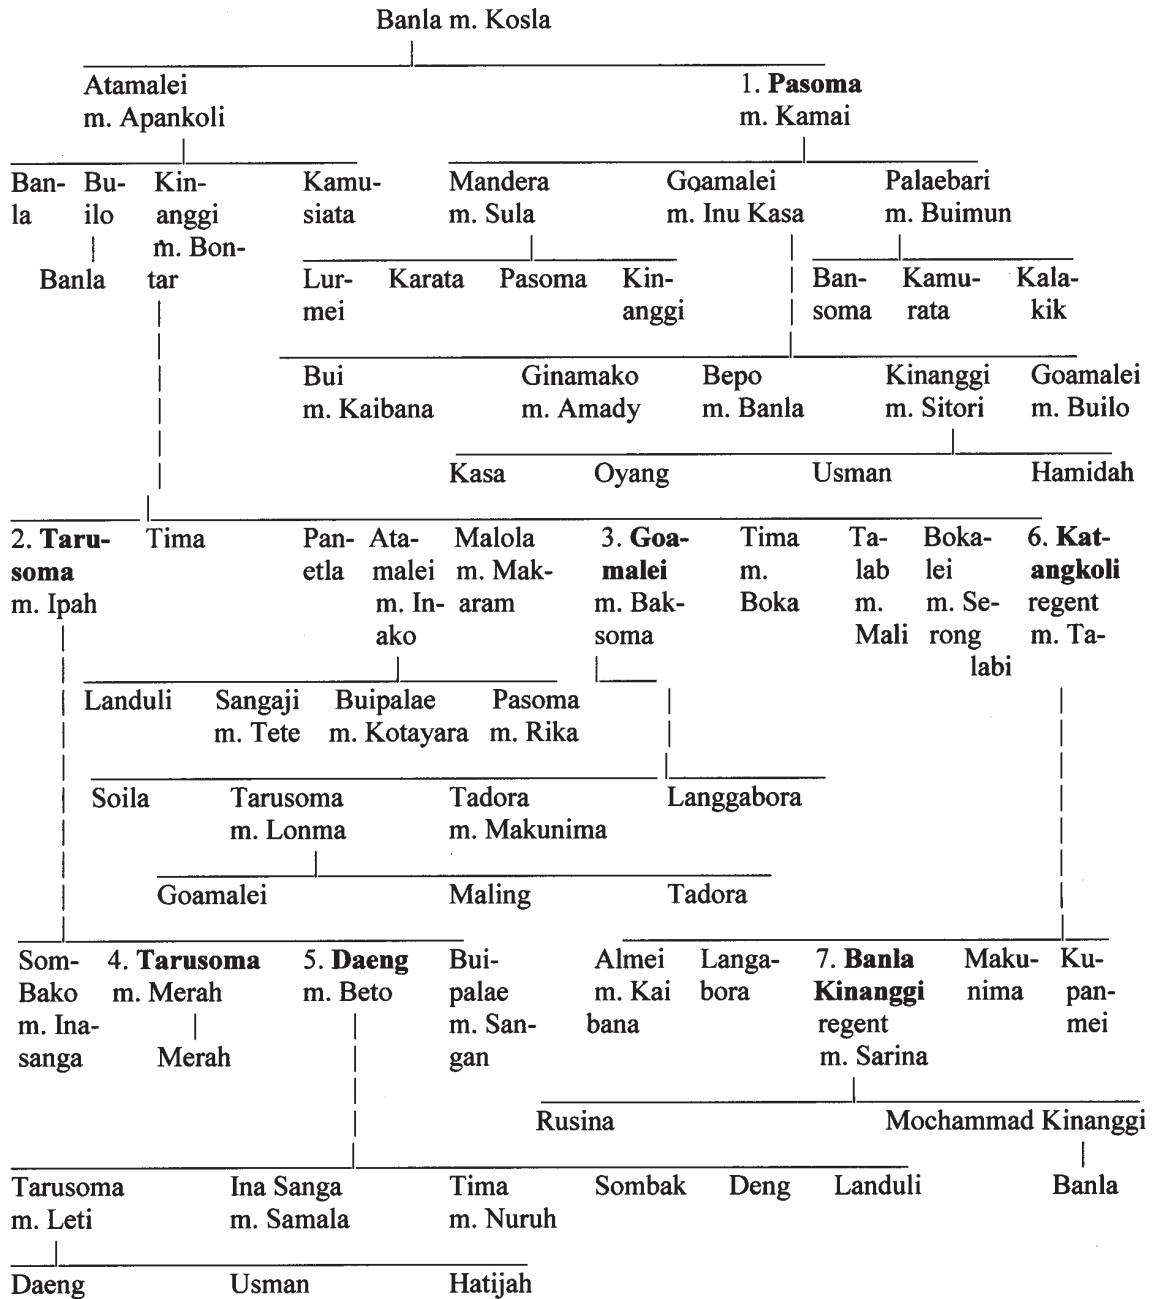 Banla m. Kosla
Atamalei 1. Pasoma
m. Apankoli m. Kamai
Ban- Bu- Kin- Kamu- Mandera Goamalei Palaebari
la ilo anggi siata m. Sula m. Inu Kasa m. Buimun
m. Bon-
Banla tar Lur- Karata Pasoma Kin- Ban- Kamu- Kala-
mei anggi soma rata kik
Bui Ginamako Bepo Kinanggi Goamalei
m. Kaibana m. Amady m. Banla m. Sitori m. Builo
Kasa Oyang Usman Hamidah
2. Taru- Tima Pan- Ata- Malola 3. Goa- Tima Ta- Boka- 6. Kat-
soma etla malei m. Mak- malei m. lab lei angkoli
m. Ipah m. In- aram m. Bak- Boka m. m. Se- regent
ako soma Mali rong m. Ta-
labi
Landuli Sangaji Buipalae Pasoma
m. Tete m. Kotayara m. Rika
Soila Tarusoma Tadora Langgabora
m. Lonma m. Makunima
Goamalei Maling Tadora
Som- 4. Tarusoma 5. Daeng Bui- Almei Langa- 7. Banla Maku- Ku-
Bako m. Merah m. Beto palae m. Kai bora Kinanggi nima pan-
m. Ina- m. San- bana regent mei
sanga Merah gan m. Sarina
Rusina Mochammad Kinanggi
Tarusoma Ina Sanga Tima Sombak Deng Landuli Banla
m. Leti m. Samala m. Nuruh
Daeng Usman Hatijah